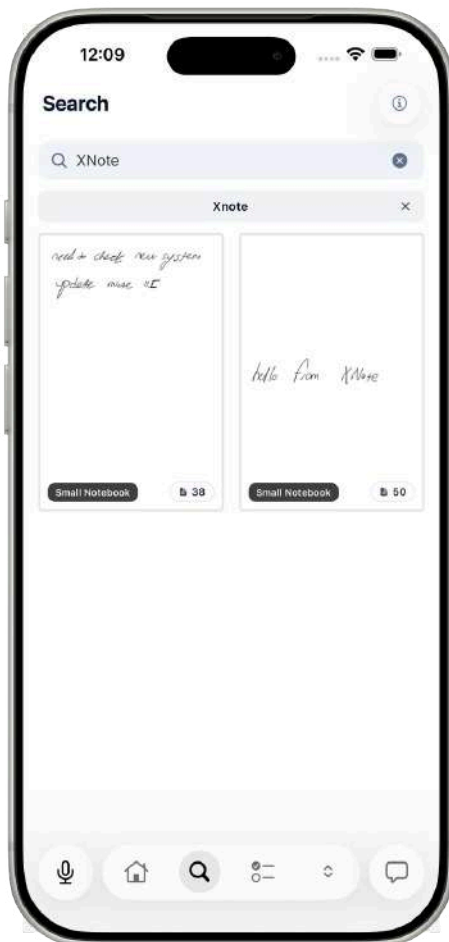 12:09
Search
XNote
Xnote
need to check new system
update
hello from XNote
Small Notebook
38
Small Notebook
50